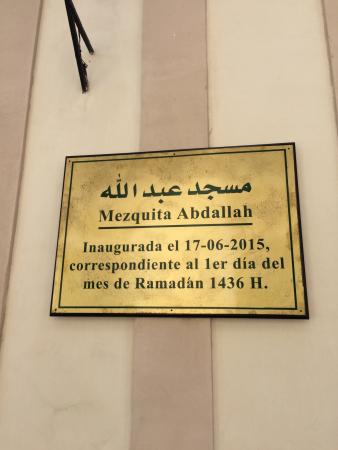 مسجد عبد الله
Mezquita Abdallah
Inaugurada el 17-06-2015,
correspondiente al 1er día del
mes de Ramadán 1436 H.